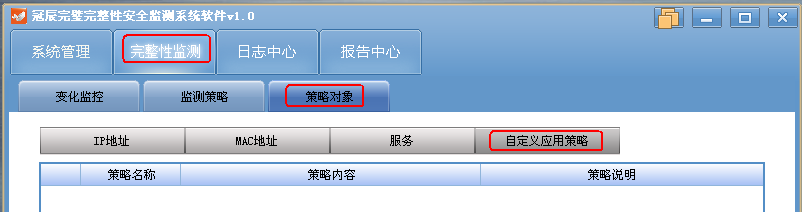 冠辰完鉴完整性安全监测系统软件v1.0
系统管理 完整性监测 日志中心 报告中心
变化监控 监测策略 策略对象
IP地址 MAC地址 服务 自定义应用策略
策略名称 策略内容 策略说明